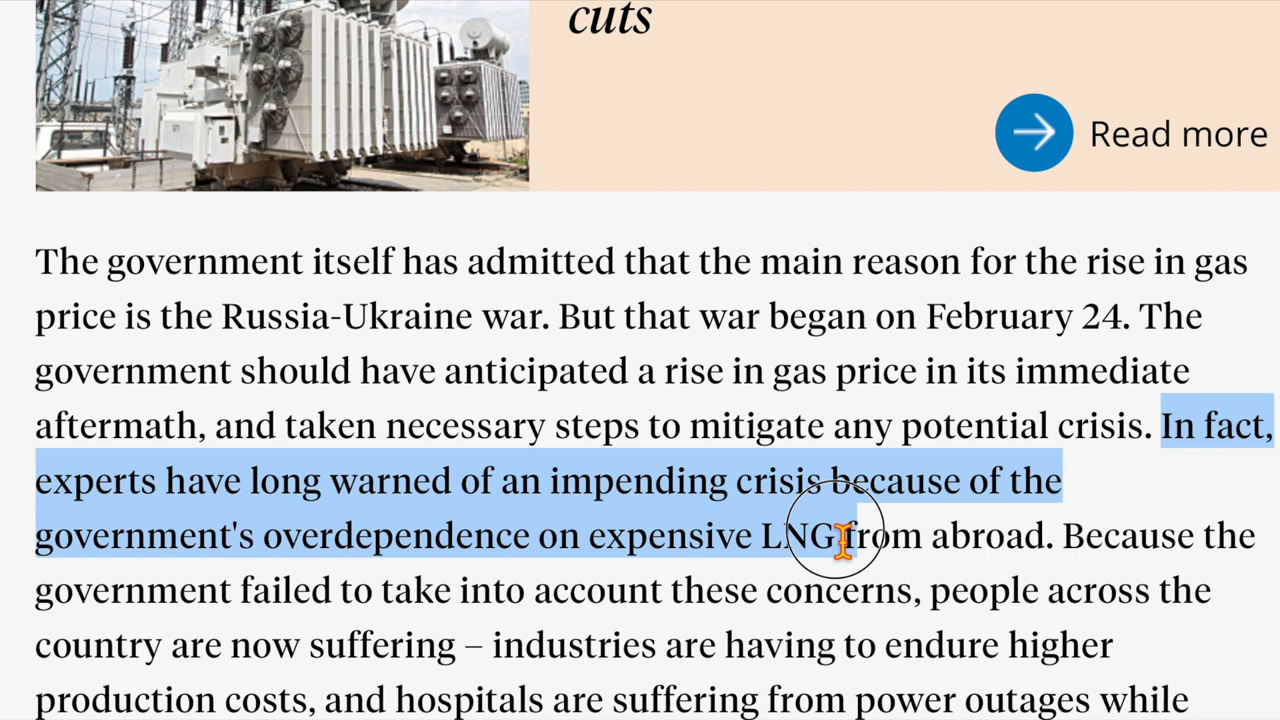 cuts
Read more
The government itself has admitted that the main reason for the rise in gas
price is the Russia-Ukraine war. But that war began on February 24. The
government should have anticipated a rise in gas price in its immediate
aftermath, and taken necessary steps to mitigate any potential crisis. In fact,
experts have long warned of an impending crisis because of the
government's overdependence on expensive LNG from abroad. Because the
government failed to take into account these concerns, people across the
country are now suffering – industries are having to endure higher
production costs, and hospitals are suffering from power outages while